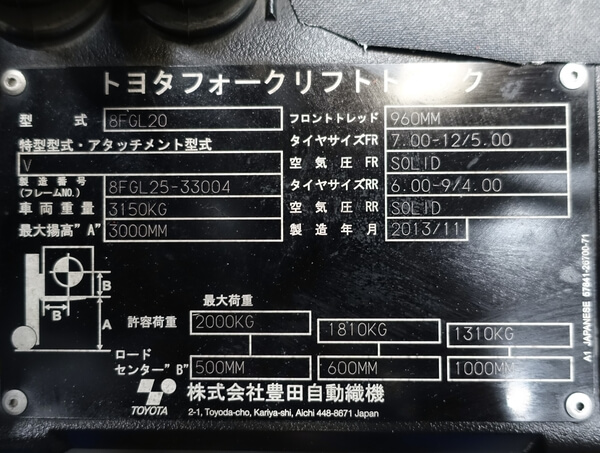 トヨタフォークリフトトラック
型式 8FGL20
特型型式・アタッチメント型式
V
製造番号 (フレームNO.) 8FGL25-33004
車両重量 3150KG
最大揚高"A" 3000MM
フロントトレッド 960MM
タイヤサイズFR 7.00-12/5.00
空気圧FR SOLID
タイヤサイズRR 6.00-9/4.00
空気圧RR SOLID
製造年月 2013/11
B
B
A
最大荷重
許容荷重 2000KG 1810KG 1310KG
ロードセンター"B" 500MM 600MM 1000MM
TOYOTA
株式会社豊田自動織機
2-1, Toyoda-cho, Kariya-shi, Aichi 448-8671 Japan
A1 JAPANESE 57841-26700-71